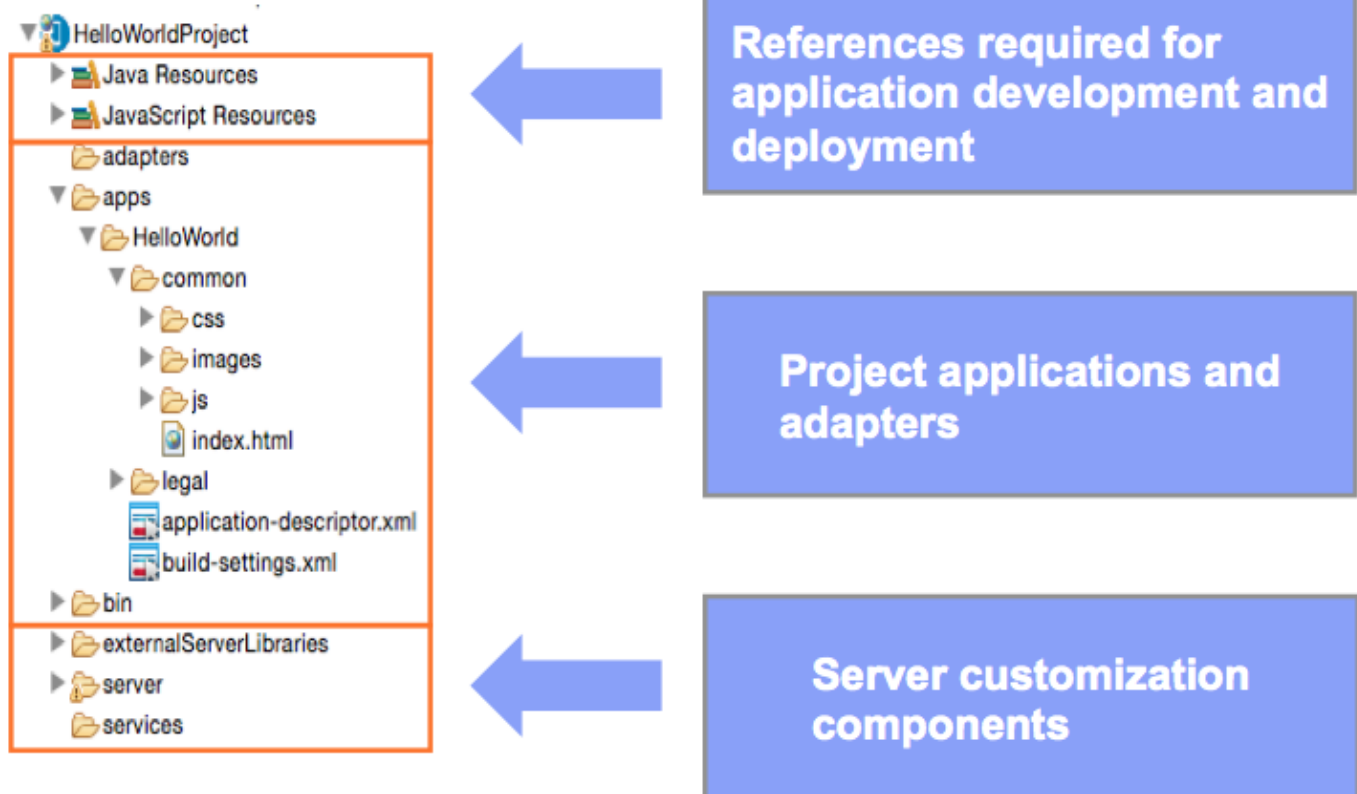 HelloWorldProject
Java Resources
JavaScript Resources
adapters
apps
HelloWorld
common
css
images
js
index.html
legal
application-descriptor.xml
build-settings.xml
bin
externalServerLibraries
server
services
References required for
application development and
deployment
Project applications and
adapters
Server customization
components